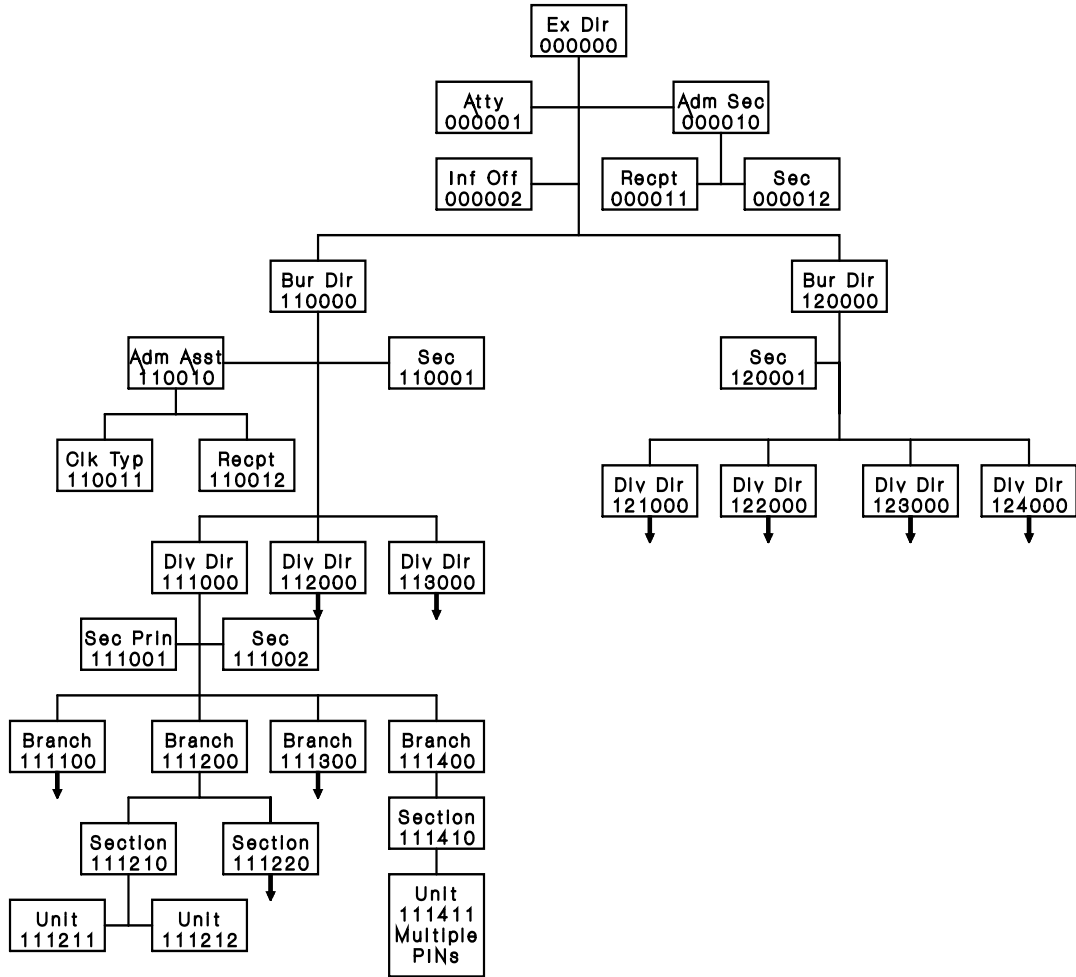 Ex Dir
000000
Atty
000001
Adm Sec
000010
Inf Off
000002
Recpt
000011
Sec
000012
Bur Dir
110000
Bur Dir
120000
Adm Asst
110010
Sec
110001
Sec
120001
Clk Typ
110011
Recpt
110012
Div Dir
121000
Div Dir
122000
Div Dir
123000
Div Dir
124000
Div Dir
111000
Div Dir
112000
Div Dir
113000
Sec Prin
111001
Sec
111002
Branch
111100
Branch
111200
Branch
111300
Branch
111400
Section
111210
Section
111220
Section
111410
Unit
111211
Unit
111212
Unit
111411
Multiple
PINs